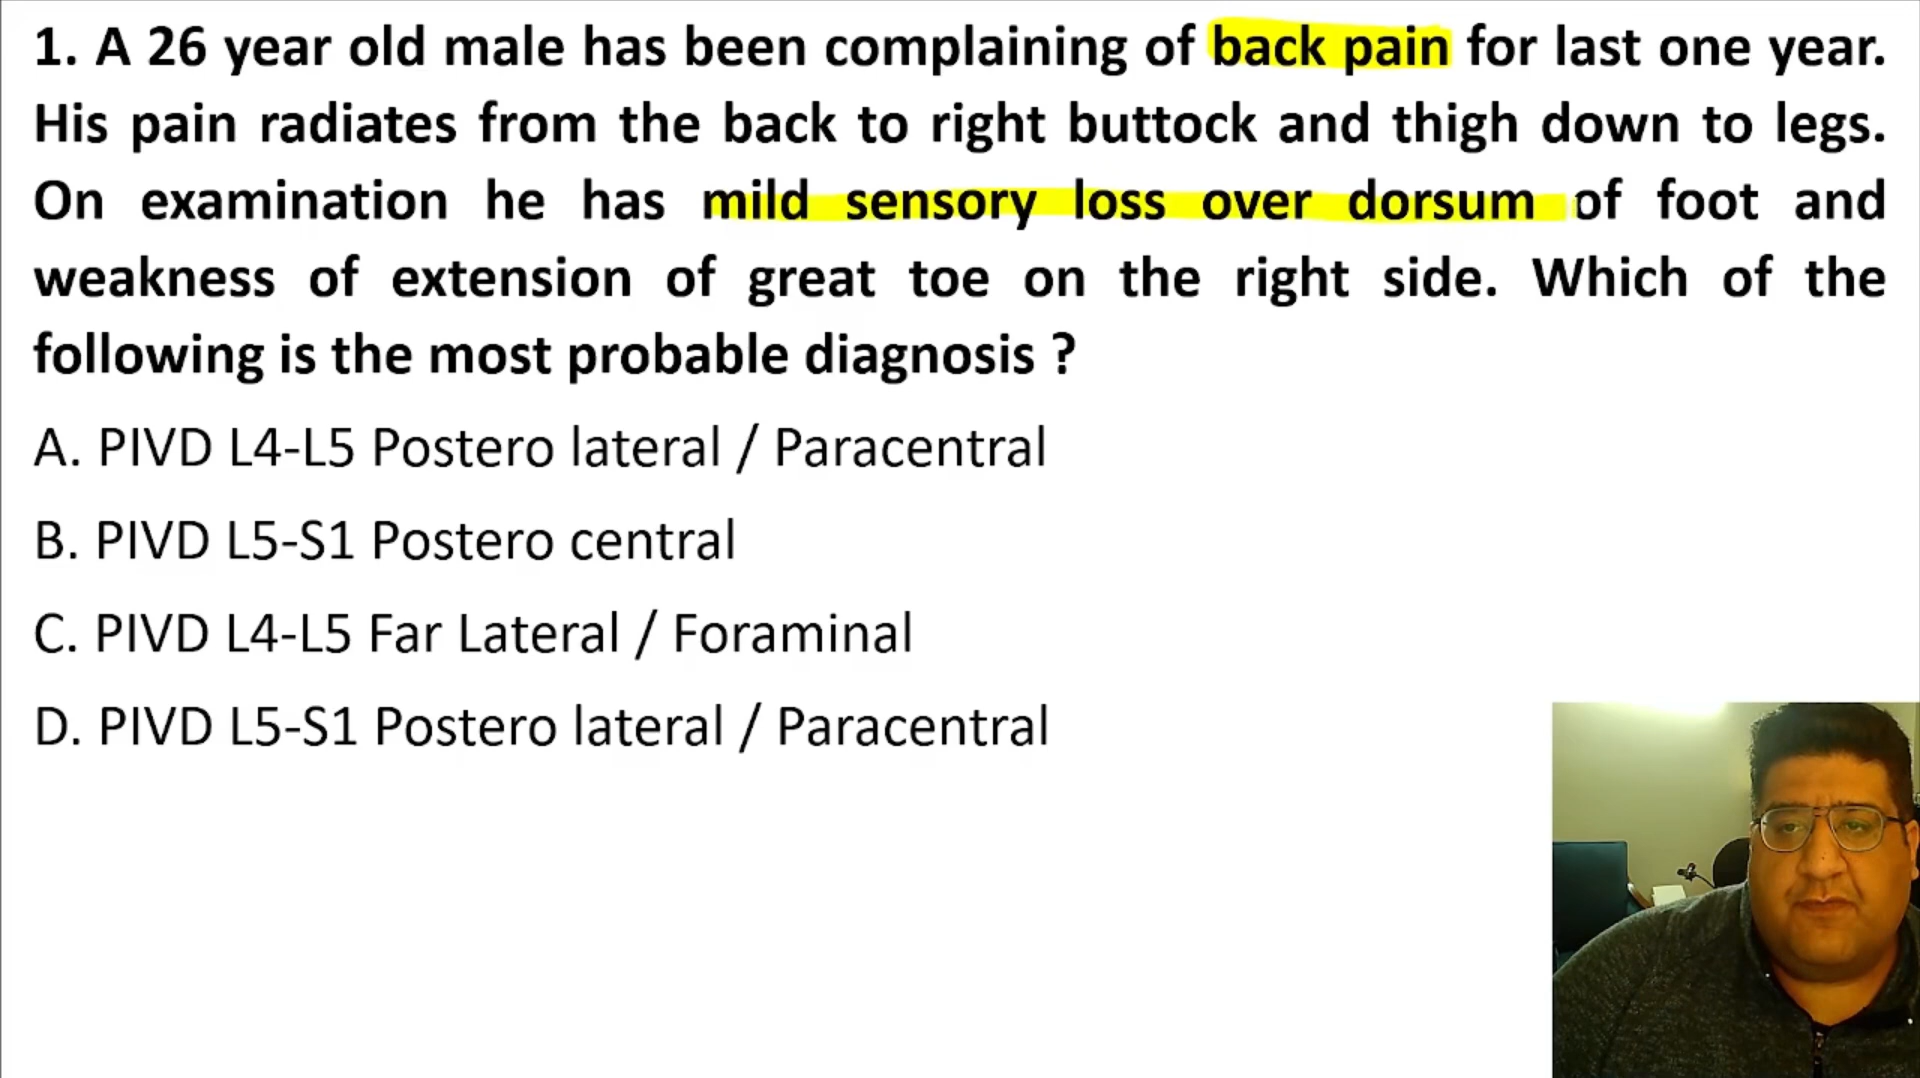 1. A 26 year old male has been complaining of back pain for last one year.
His pain radiates from the back to right buttock and thigh down to legs.
On examination he has mild sensory loss over dorsum of foot and
weakness of extension of great toe on the right side. Which of the
following is the most probable diagnosis ?
A. PIVD L4-L5 Postero lateral / Paracentral
B. PIVD L5-S1 Postero central
C. PIVD L4-L5 Far Lateral / Foraminal
D. PIVD L5-S1 Postero lateral / Paracentral